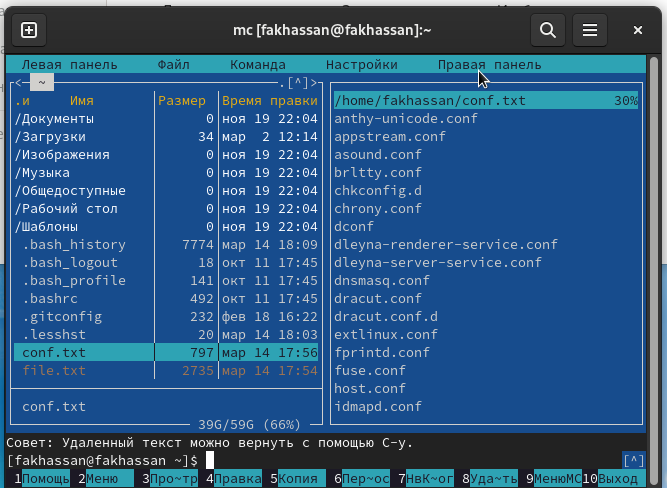 mc [fakhassan@fakhassan]:~
Левая панель Файл Команда Настройки Правая панель
<─ ~ .[^]>
.и Имя Размер Время правки
/Документы 0 ноя 19 22:04
/Загрузки 34 мар 2 12:14
/Изображения 0 ноя 19 22:04
/Музыка 0 ноя 19 22:04
/Общедоступные 0 ноя 19 22:04
/Рабочий стол 0 ноя 19 22:04
/Шаблоны 0 ноя 19 22:04
.bash_history 7774 мар 14 18:09
.bash_logout 18 окт 11 17:45
.bash_profile 141 окт 11 17:45
.bashrc 492 окт 11 17:45
.gitconfig 232 фев 18 16:22
.lesshst 20 мар 14 18:03
conf.txt 797 мар 14 17:56
file.txt 2735 мар 14 17:54
conf.txt
39G/59G (66%)
/home/fakhassan/conf.txt 30%
anthy-unicode.conf
appstream.conf
asound.conf
brltty.conf
chkconfig.d
chrony.conf
dconf
dleyna-renderer-service.conf
dleyna-server-service.conf
dnsmasq.conf
dracut.conf
dracut.conf.d
extlinux.conf
fprintd.conf
fuse.conf
host.conf
idmapd.conf
Совет: Удаленный текст можно вернуть с помощью C-y.
[fakhassan@fakhassan ~]$ [^]
1Помощь 2Меню 3Про~тр 4Правка 5Копия 6Пер~ос 7НвК~ог 8Уда~ть 9МенюMC 10Выход